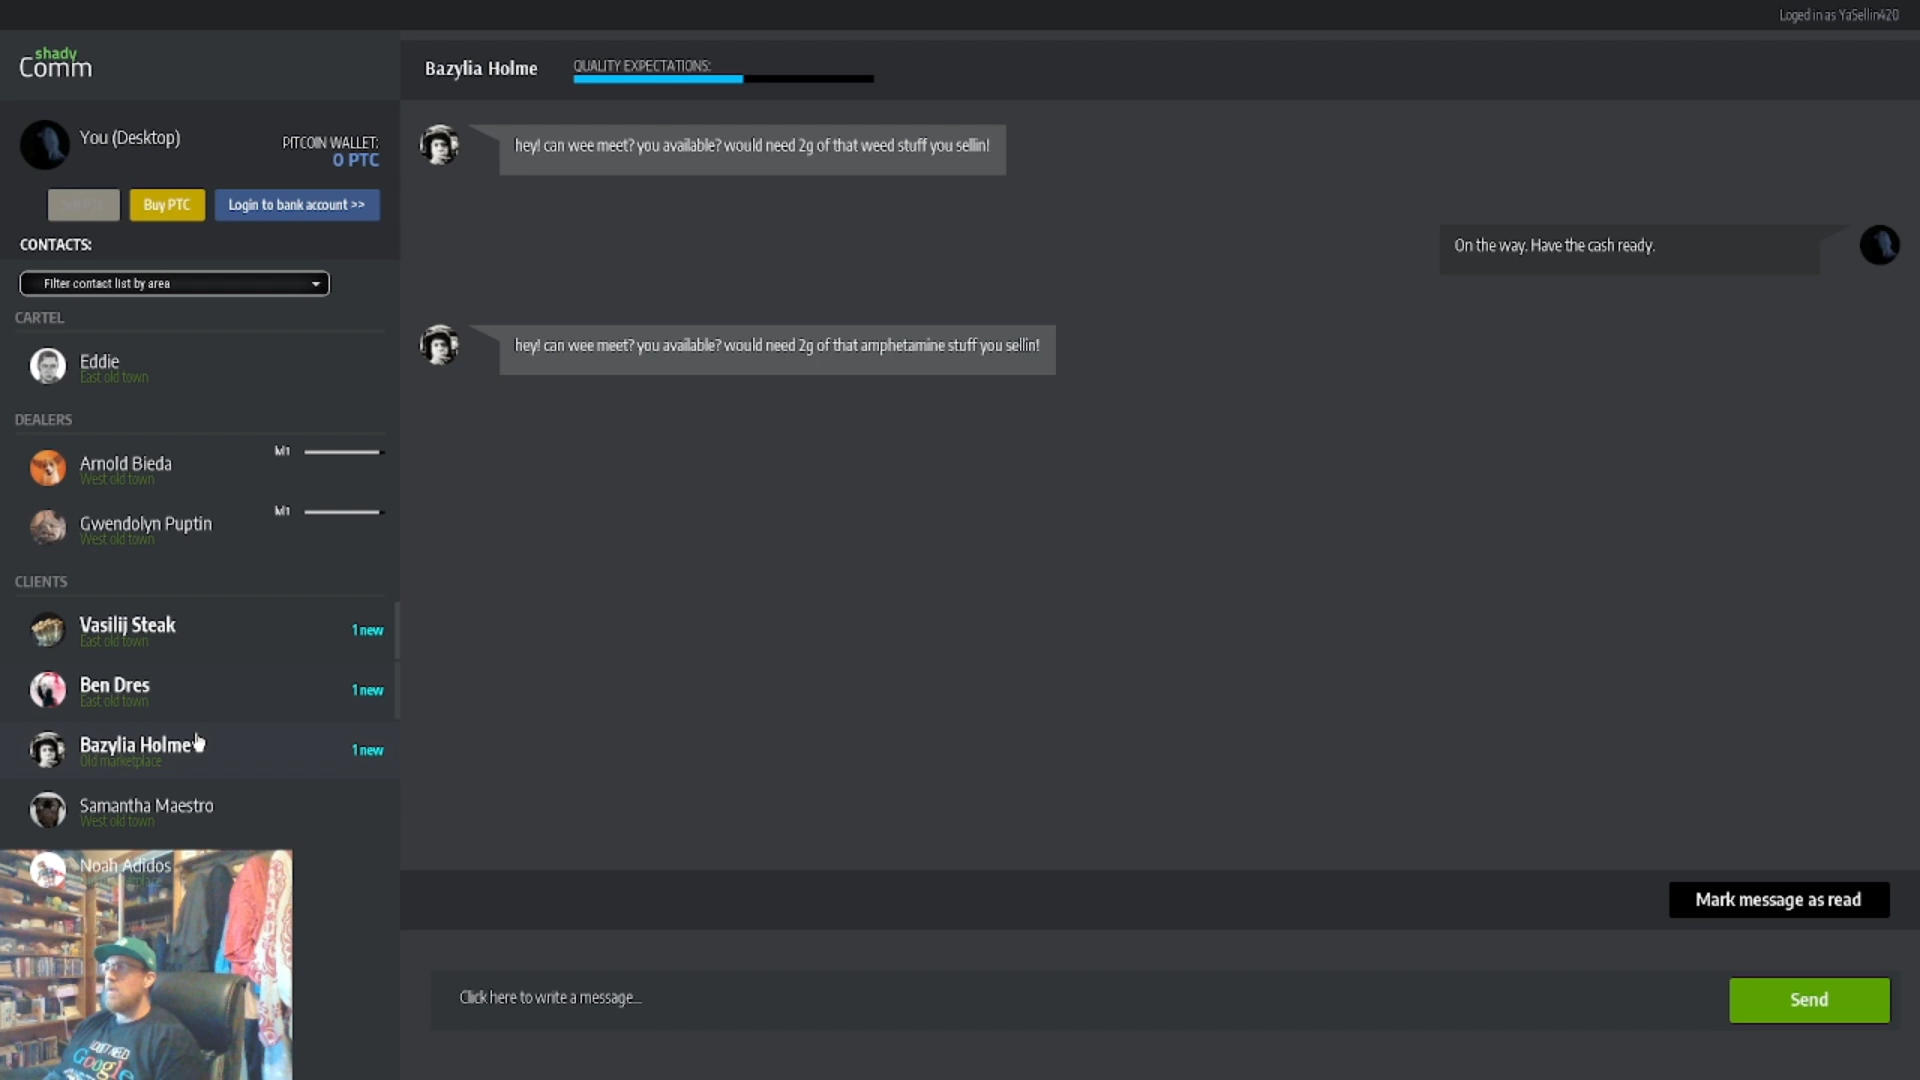 Loged in as YaSellin420
shady
Comm
Bazylia Holme
QUALITY EXPECTATIONS:
You (Desktop)
PITCOIN WALLET:
0 PTC
Buy PTC
Login to bank account >>
CONTACTS:
Filter contact list by area
CARTEL
Eddie
East old town
DEALERS
Arnold Bieda
West old town
M1
Gwendolyn Puptin
West old town
M1
CLIENTS
Vasilij Steak
East old town
1 new
Ben Dres
East old town
1 new
Bazylia Holme
Old marketplace
1 new
Samantha Maestro
West old town
Noah Adidos
hey! can wee meet? you available? would need 2g of that weed stuff you sellin!
On the way. Have the cash ready.
hey! can wee meet? you available? would need 2g of that amphetamine stuff you sellin!
Mark message as read
Click here to write a message...
Send
Google